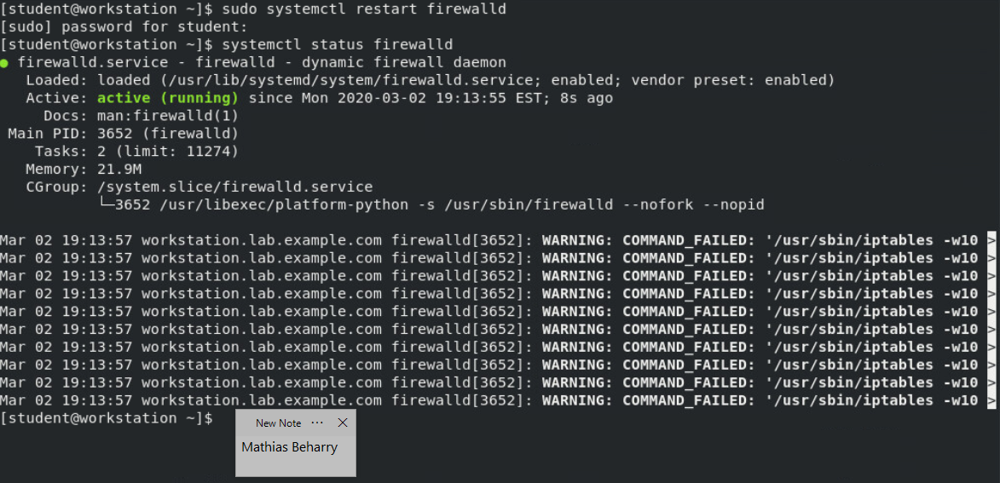 [student@workstation ~]$ sudo systemctl restart firewalld
[sudo] password for student:
[student@workstation ~]$ systemctl status firewalld
● firewalld.service - firewalld - dynamic firewall daemon
   Loaded: loaded (/usr/lib/systemd/system/firewalld.service; enabled; vendor preset: enabled)
   Active: active (running) since Mon 2020-03-02 19:13:55 EST; 8s ago
     Docs: man:firewalld(1)
 Main PID: 3652 (firewalld)
    Tasks: 2 (limit: 11274)
   Memory: 21.9M
   CGroup: /system.slice/firewalld.service
           └─3652 /usr/libexec/platform-python -s /usr/sbin/firewalld --nofork --nopid
Mar 02 19:13:57 workstation.lab.example.com firewalld[3652]: WARNING: COMMAND_FAILED: '/usr/sbin/iptables -w10 >
Mar 02 19:13:57 workstation.lab.example.com firewalld[3652]: WARNING: COMMAND_FAILED: '/usr/sbin/iptables -w10 >
Mar 02 19:13:57 workstation.lab.example.com firewalld[3652]: WARNING: COMMAND_FAILED: '/usr/sbin/iptables -w10 >
Mar 02 19:13:57 workstation.lab.example.com firewalld[3652]: WARNING: COMMAND_FAILED: '/usr/sbin/iptables -w10 >
Mar 02 19:13:57 workstation.lab.example.com firewalld[3652]: WARNING: COMMAND_FAILED: '/usr/sbin/iptables -w10 >
Mar 02 19:13:57 workstation.lab.example.com firewalld[3652]: WARNING: COMMAND_FAILED: '/usr/sbin/iptables -w10 >
Mar 02 19:13:57 workstation.lab.example.com firewalld[3652]: WARNING: COMMAND_FAILED: '/usr/sbin/iptables -w10 >
Mar 02 19:13:57 workstation.lab.example.com firewalld[3652]: WARNING: COMMAND_FAILED: '/usr/sbin/iptables -w10 >
Mar 02 19:13:57 workstation.lab.example.com firewalld[3652]: WARNING: COMMAND_FAILED: '/usr/sbin/iptables -w10 >
Mar 02 19:13:57 workstation.lab.example.com firewalld[3652]: WARNING: COMMAND_FAILED: '/usr/sbin/iptables -w10 >
[student@workstation ~]$
New Note ···
Mathias Beharry